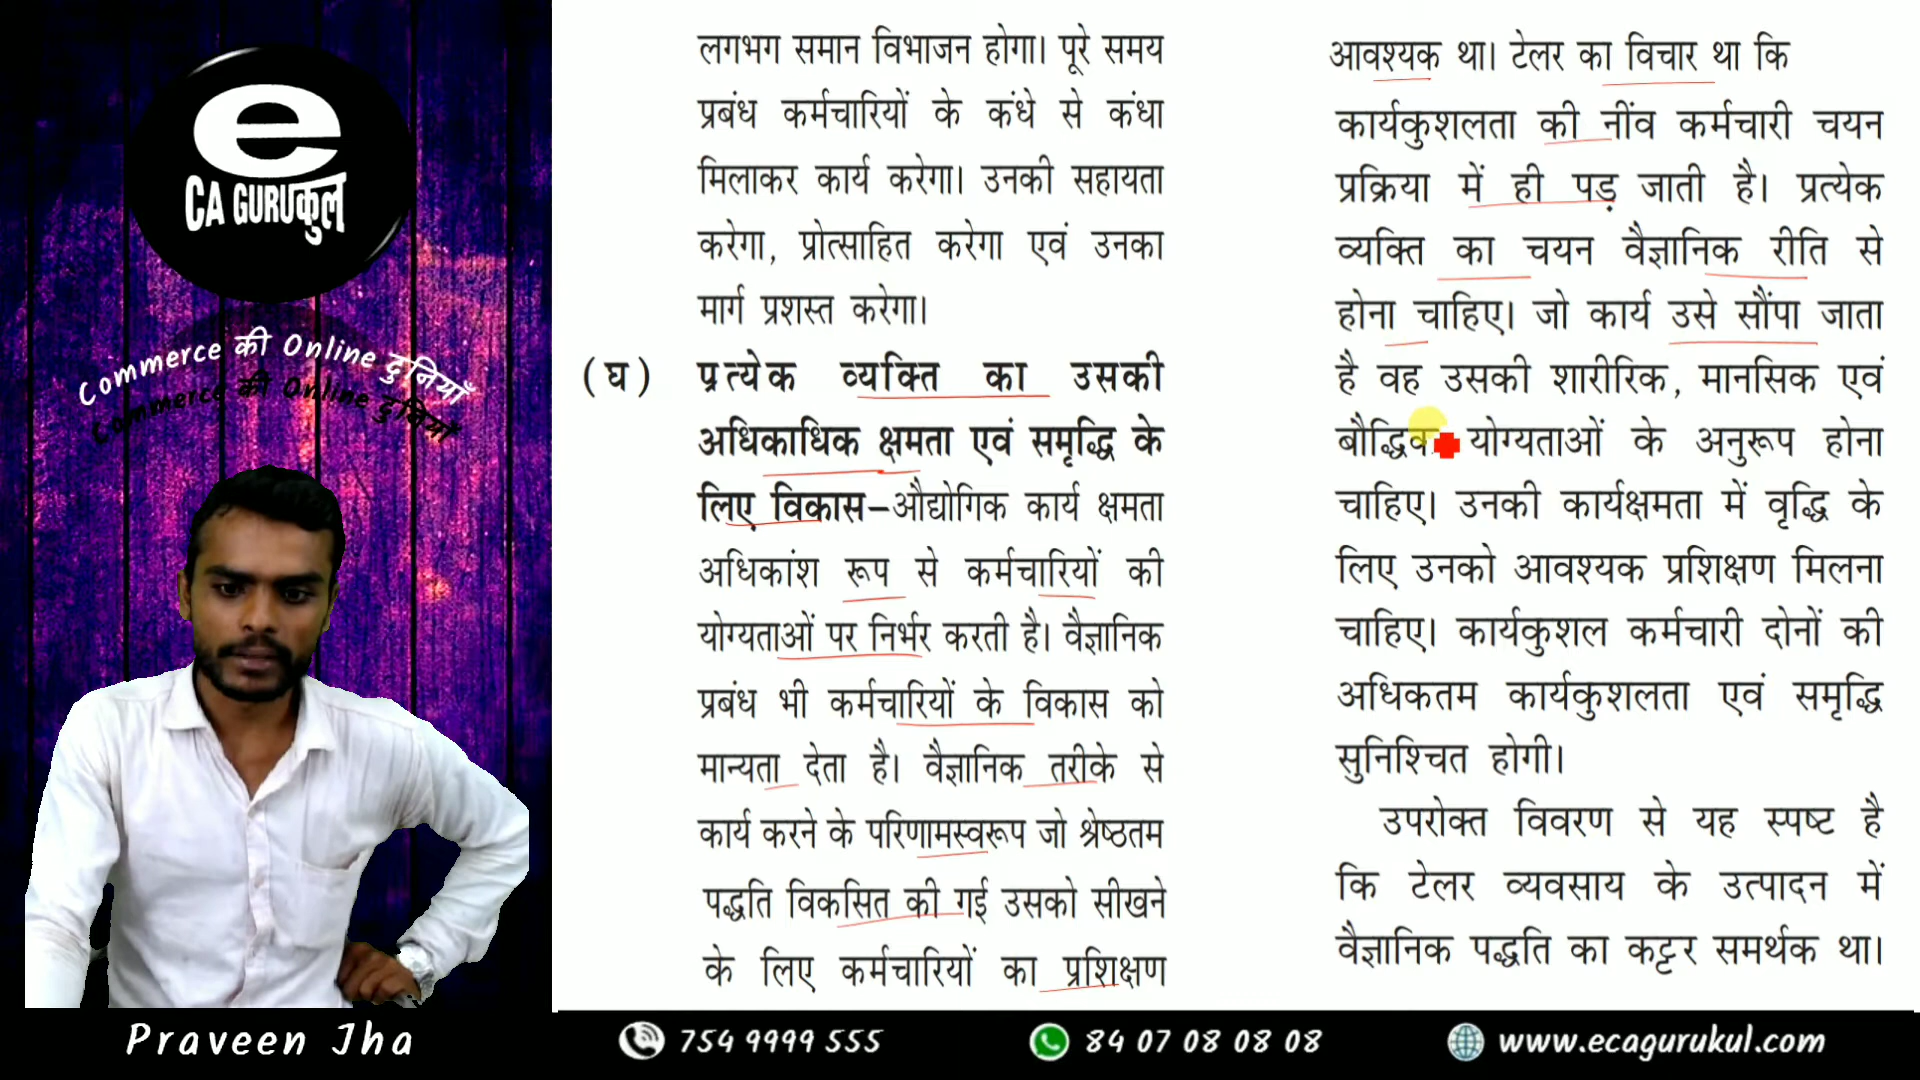 e
CA GURUकुल
Commerce की Online दुनियाँ
Commerce की Online दुनियाँ
लगभग समान विभाजन होगा। पूरे समय
प्रबंध कर्मचारियों के कंधे से कंधा
मिलाकर कार्य करेगा। उनकी सहायता
करेगा, प्रोत्साहित करेगा एवं उनका
मार्ग प्रशस्त करेगा।
(घ) प्रत्येक व्यक्ति का उसकी
अधिकाधिक क्षमता एवं समृद्धि के
लिए विकास–औद्योगिक कार्य क्षमता
अधिकांश रूप से कर्मचारियों की
योग्यताओं पर निर्भर करती है। वैज्ञानिक
प्रबंध भी कर्मचारियों के विकास को
मान्यता देता है। वैज्ञानिक तरीके से
कार्य करने के परिणामस्वरूप जो श्रेष्ठतम
पद्धति विकसित की गई उसको सीखने
के लिए कर्मचारियों का प्रशिक्षण
आवश्यक था। टेलर का विचार था कि
कार्यकुशलता की नींव कर्मचारी चयन
प्रक्रिया में ही पड़ जाती है। प्रत्येक
व्यक्ति का चयन वैज्ञानिक रीति से
होना चाहिए। जो कार्य उसे सौंपा जाता
है वह उसकी शारीरिक, मानसिक एवं
बौद्धिक योग्यताओं के अनुरूप होना
चाहिए। उनकी कार्यक्षमता में वृद्धि के
लिए उनको आवश्यक प्रशिक्षण मिलना
चाहिए। कार्यकुशल कर्मचारी दोनों की
अधिकतम कार्यकुशलता एवं समृद्धि
सुनिश्चित होगी।
उपरोक्त विवरण से यह स्पष्ट है
कि टेलर व्यवसाय के उत्पादन में
वैज्ञानिक पद्धति का कट्टर समर्थक था।
Praveen Jha
754 9999 555
84 07 08 08 08
www.ecagurukul.com